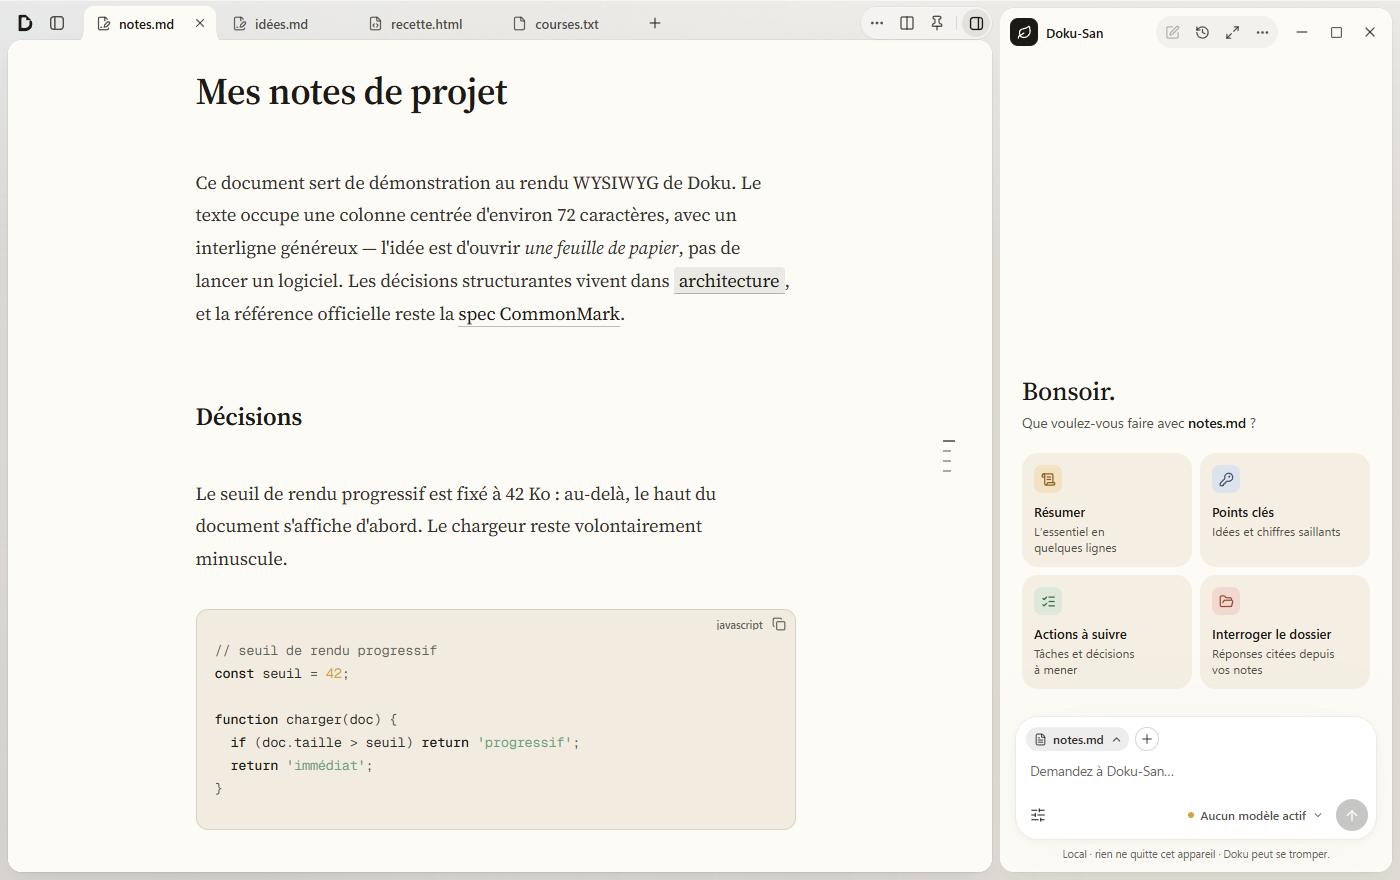 notes.md
idées.md
recette.html
courses.txt
Mes notes de projet
Ce document sert de démonstration au rendu WYSIWYG de Doku. Le
texte occupe une colonne centrée d'environ 72 caractères, avec un
interligne généreux — l'idée est d'ouvrir une feuille de papier, pas de
lancer un logiciel. Les décisions structurantes vivent dans architecture ,
et la référence officielle reste la spec CommonMark.
Décisions
Le seuil de rendu progressif est fixé à 42 Ko : au-delà, le haut du
document s'affiche d'abord. Le chargeur reste volontairement
minuscule.
javascript
// seuil de rendu progressif
const seuil = 42;
function charger(doc) {
  if (doc.taille > seuil) return 'progressif';
  return 'immédiat';
}
Doku-San
Bonsoir.
Que voulez-vous faire avec notes.md ?
Résumer
L'essentiel en
quelques lignes
Points clés
Idées et chiffres saillants
Actions à suivre
Tâches et décisions
à mener
Interroger le dossier
Réponses citées depuis
vos notes
notes.md
Demandez à Doku-San...
Aucun modèle actif
Local · rien ne quitte cet appareil · Doku peut se tromper.